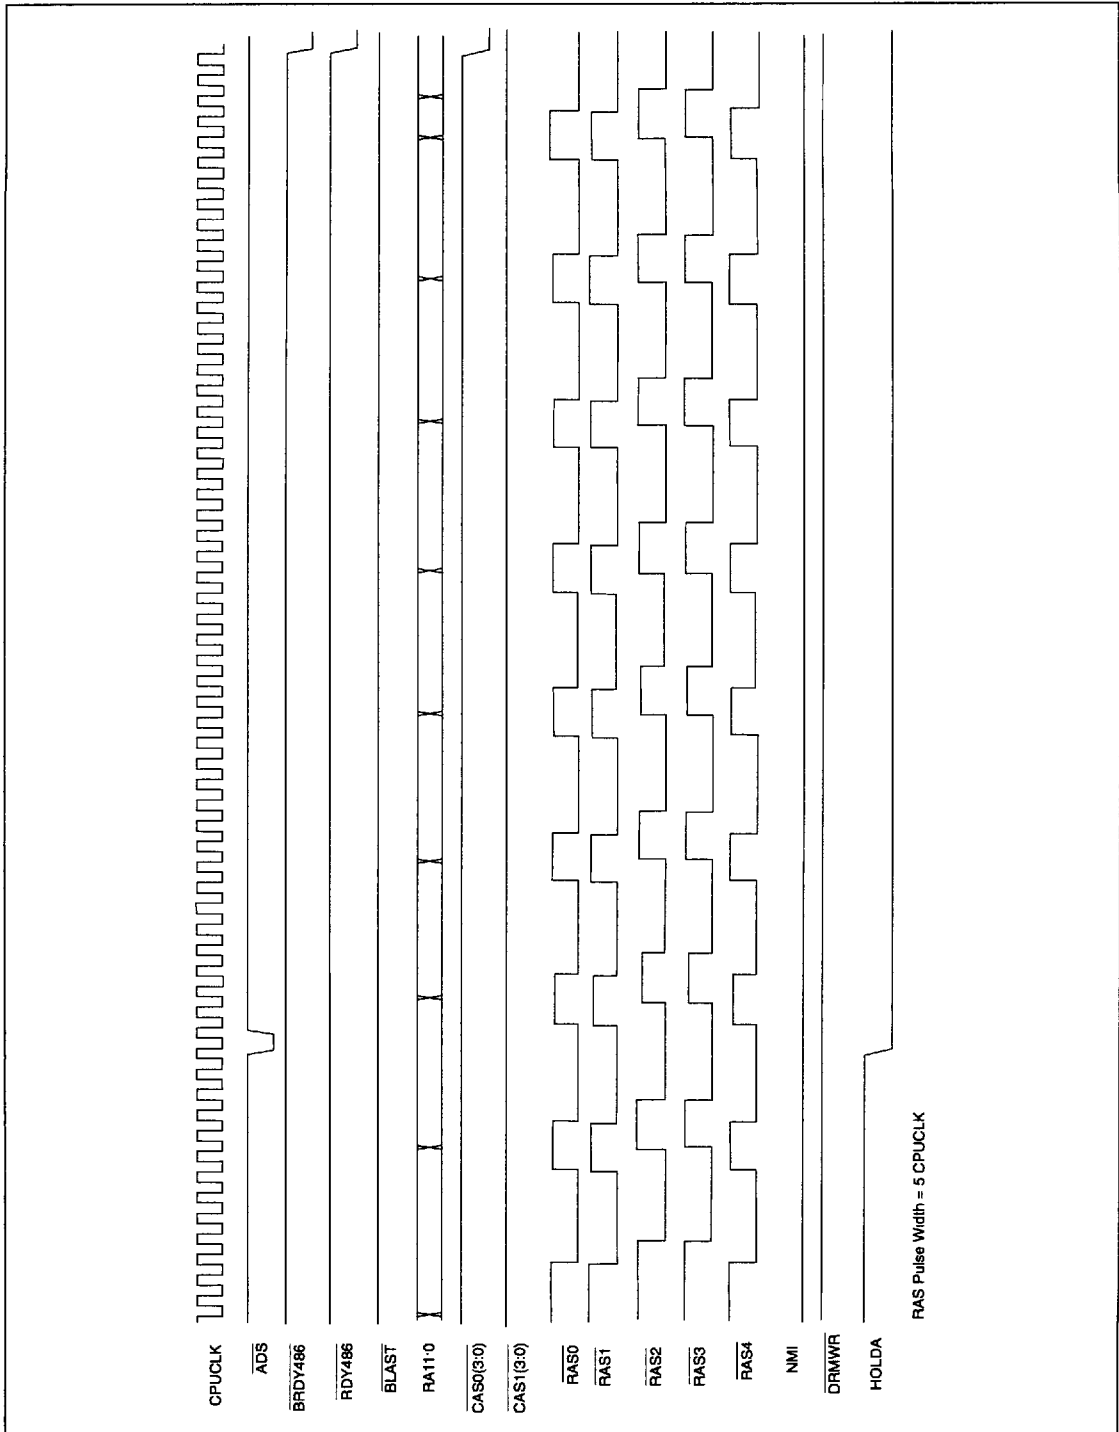 CPUCLK
ADS
BRDY486
RDY486
BLAST
RA11:0
CAS0(3:0)
CAS1(3:0)
RAS0
RAS1
RAS2
RAS3
RAS4
NMI
DRMWR
HOLDA
RAS Pulse Width = 5 CPUCLK